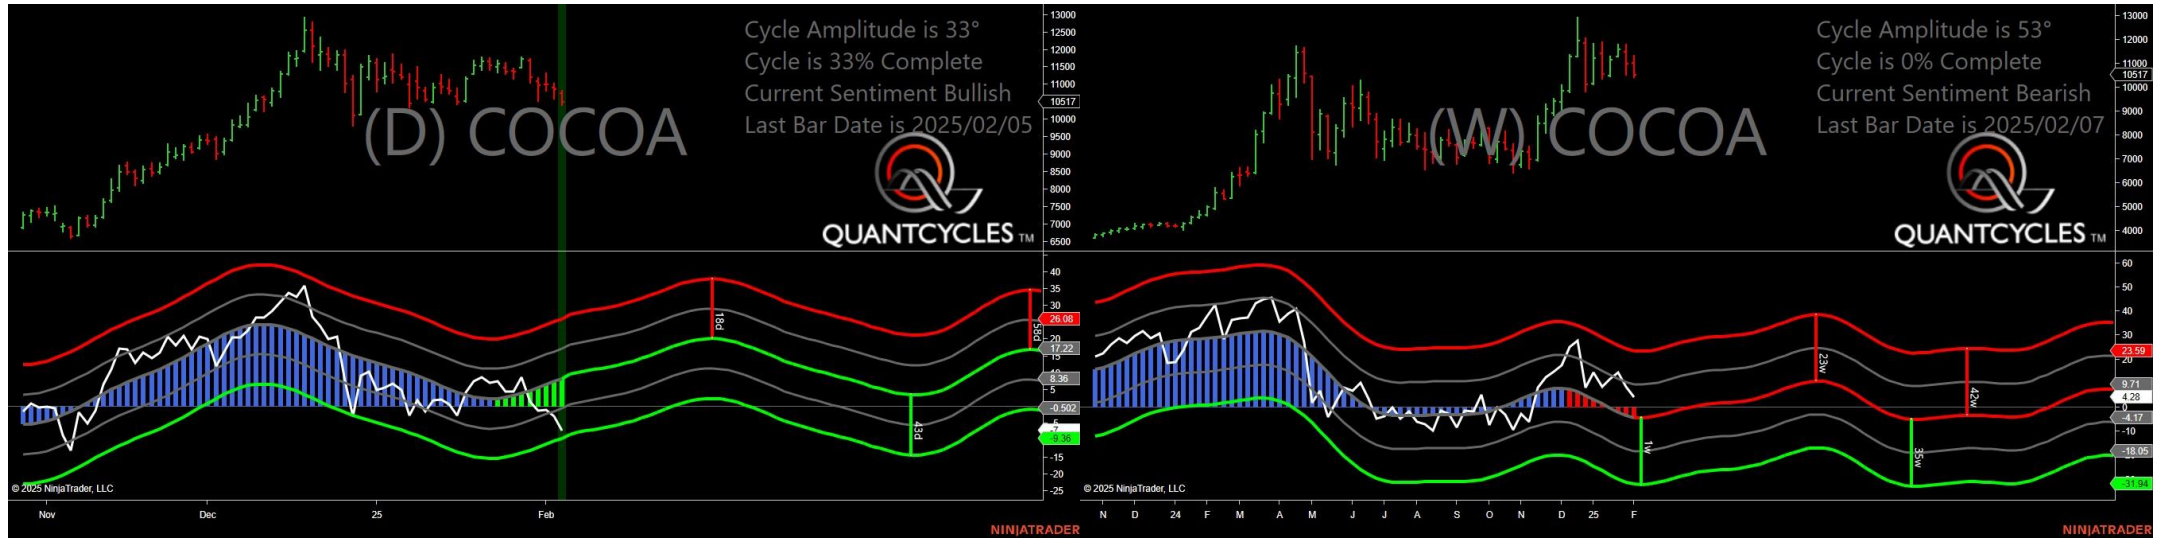 Cycle Amplitude is 33°
Cycle is 33% Complete
Current Sentiment Bullish
Last Bar Date is 2025/02/05
(D) COCOA
QUANTCYCLES TM
13000
12500
12000
11500
11000
10517
10000
9500
9000
8500
8000
7500
7000
6500
40
35
30
26.08
20
17.22
15
8.36
5
-0.502
-7
-9.36
-15
-20
-25
18d
43d
58d
© 2025 NinjaTrader, LLC
Nov Dec 25 Feb
NINJATRADER
Cycle Amplitude is 53°
Cycle is 0% Complete
Current Sentiment Bearish
Last Bar Date is 2025/02/07
(W) COCOA
QUANTCYCLES TM
13000
12000
11000
10517
9000
8000
7000
6000
5000
4000
60
50
40
30
23.59
20
9.71
4.28
0
-4.17
-10
-18.05
-31.94
1w
23w
35w
42w
© 2025 NinjaTrader, LLC
N D 24 F M A M J J A S O N D 25 F
NINJATRADER